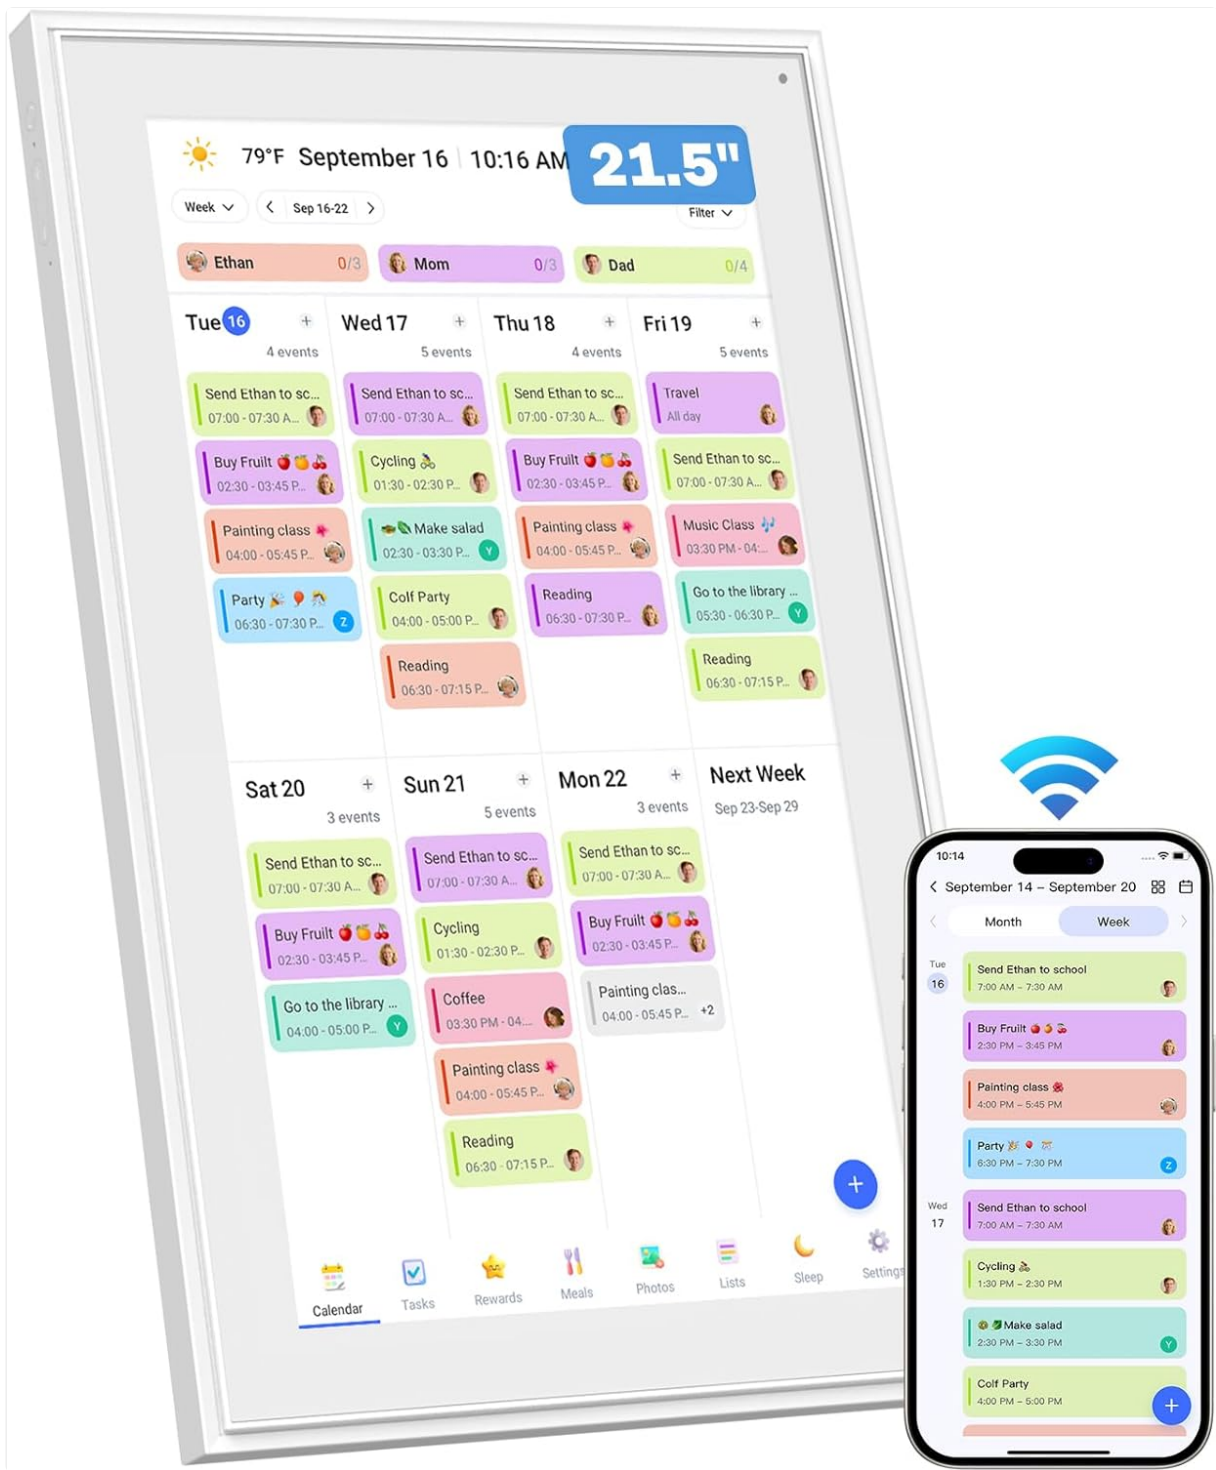 79°F September 16 10:16 AM
21.5"
Week Sep 16-22
Filter
Ethan 0/3
Mom 0/3
Dad 0/4
Tue 16 +
4 events
Send Ethan to sc...
07:00 - 07:30 A...
Buy Fruilt
02:30 - 03:45 P...
Painting class
04:00 - 05:45 P...
Party
06:30 - 07:30 P...
Z
Wed 17 +
5 events
Send Ethan to sc...
07:00 - 07:30 A...
Cycling
01:30 - 02:30 P...
Make salad
02:30 - 03:30 P...
Y
Colf Party
04:00 - 05:00 P...
Reading
06:30 - 07:15 P...
Thu 18 +
4 events
Send Ethan to sc...
07:00 - 07:30 A...
Buy Fruilt
02:30 - 03:45 P...
Painting class
04:00 - 05:45 P...
Reading
06:30 - 07:30 P...
Fri 19 +
5 events
Travel
All day
Send Ethan to sc...
07:00 - 07:30 A...
Music Class
03:30 PM - 04:...
Go to the library ...
05:30 - 06:30 P...
Y
Reading
06:30 - 07:15 P...
Sat 20 +
3 events
Send Ethan to sc...
07:00 - 07:30 A...
Buy Fruilt
02:30 - 03:45 P...
Go to the library ...
04:00 - 05:00 P...
Y
Sun 21 +
5 events
Send Ethan to sc...
07:00 - 07:30 A...
Cycling
01:30 - 02:30 P...
Coffee
03:30 PM - 04:...
Painting class
04:00 - 05:45 P...
Reading
06:30 - 07:15 P...
Mon 22 +
3 events
Send Ethan to sc...
07:00 - 07:30 A...
Buy Fruilt
02:30 - 03:45 P...
Painting clas...
04:00 - 05:45 P... +2
Next Week
Sep 23-Sep 29
+
Calendar
Tasks
Rewards
Meals
Photos
Lists
Sleep
Settings
10:14
September 14 – September 20
Month Week
Tue
16
Send Ethan to school
7:00 AM – 7:30 AM
Buy Fruilt
2:30 PM – 3:45 PM
Painting class
4:00 PM – 5:45 PM
Party
6:30 PM – 7:30 PM
Z
Wed
17
Send Ethan to school
7:00 AM – 7:30 AM
Cycling
1:30 PM – 2:30 PM
Make salad
2:30 PM – 3:30 PM
Y
Colf Party
4:00 PM – 5:00 PM
+